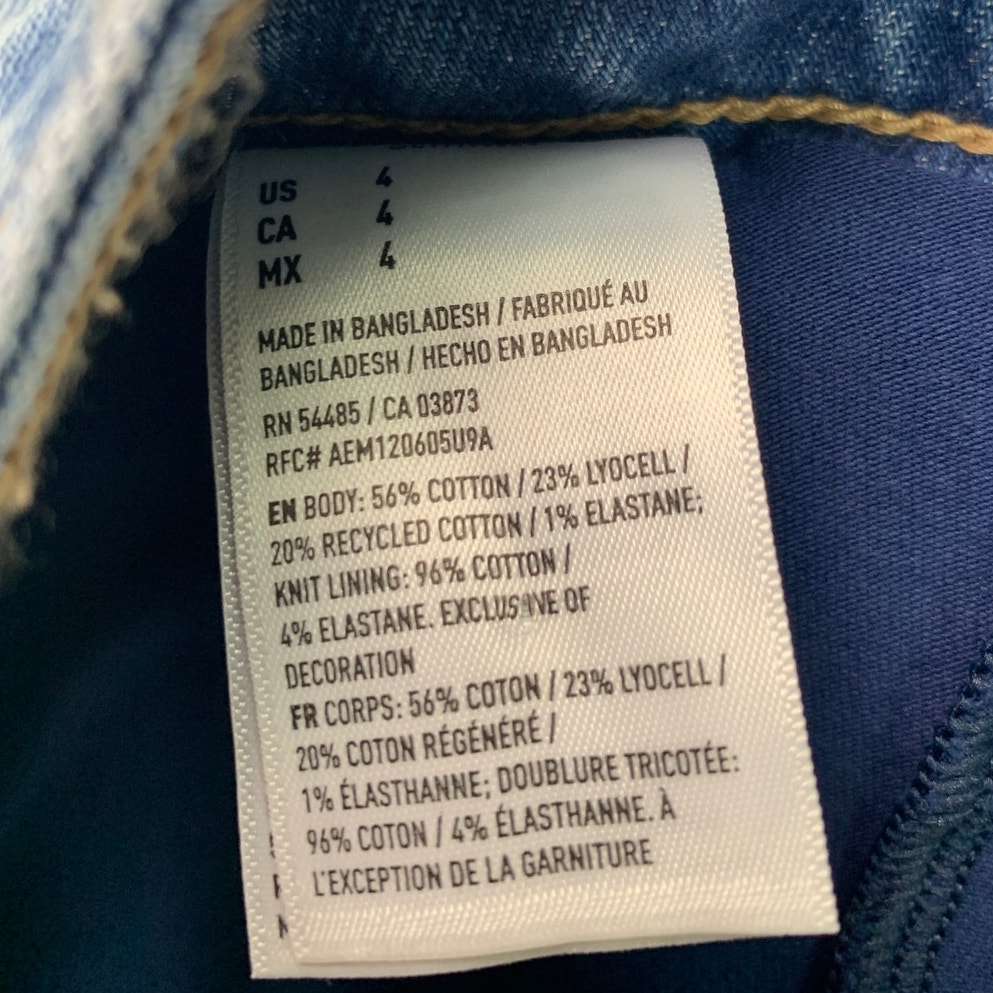 US 4
CA 4
MX 4
MADE IN BANGLADESH / FABRIQUÉ AU
BANGLADESH / HECHO EN BANGLADESH
RN 54485 / CA 03873
RFC# AEM120605U9A
EN BODY: 56% COTTON / 23% LYOCELL /
20% RECYCLED COTTON / 1% ELASTANE;
KNIT LINING: 96% COTTON /
4% ELASTANE. EXCLUSIVE OF
DECORATION
FR CORPS: 56% COTON / 23% LYOCELL /
20% COTON RÉGÉNÉRÉ /
1% ÉLASTHANNE; DOUBLURE TRICOTÉE:
96% COTON / 4% ÉLASTHANNE. À
L'EXCEPTION DE LA GARNITURE